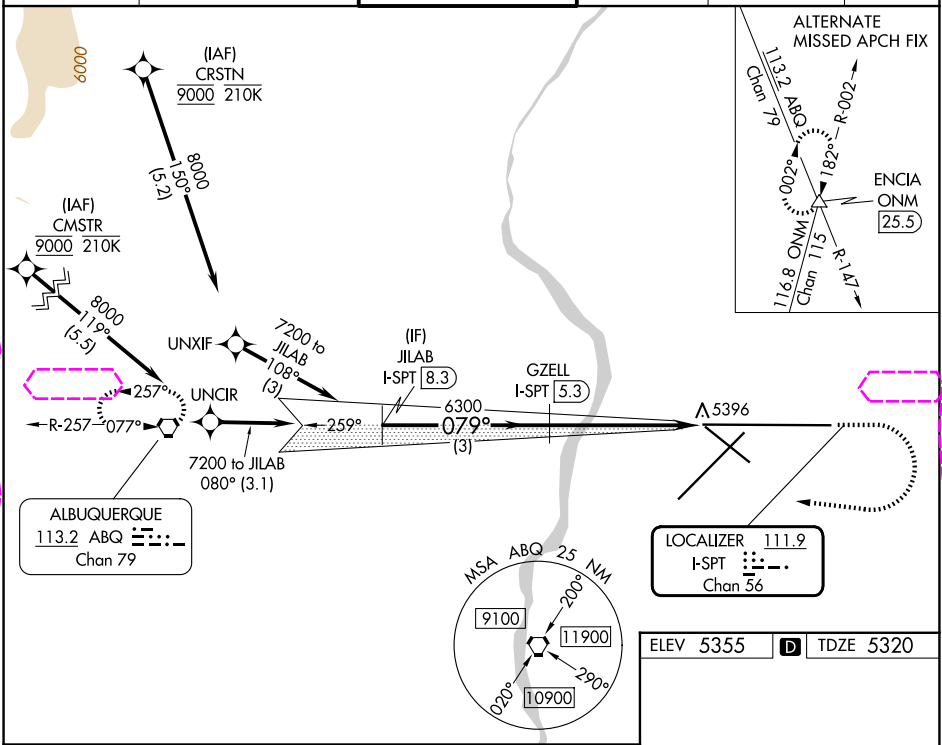 6000
(IAF)
CRSTN
9000 210K
8000
150°
(5.2)
(IAF)
CMSTR
9000 210K
8000
119°
(5.5)
UNXIF
7200 to
JILAB
108°
(3)
(IF)
JILAB
I-SPT 8.3
GZELL
I-SPT 5.3
257°
R-257
077°
UNCIR
259°
6300
079°
(3)
5396
7200 to JILAB
080° (3.1)
ALBUQUERQUE
113.2 ABQ
Chan 79
ALTERNATE
MISSED APCH FIX
113.2 ABQ
Chan 79
R-002
002°
182°
ENCIA
ONM
25.5
116.8 ONM
Chan 115
R-147
LOCALIZER 111.9
I-SPT
Chan 56
MSA ABQ 25 NM
200°
9100
11900
020°
10900
290°
ELEV 5355 D TDZE 5320